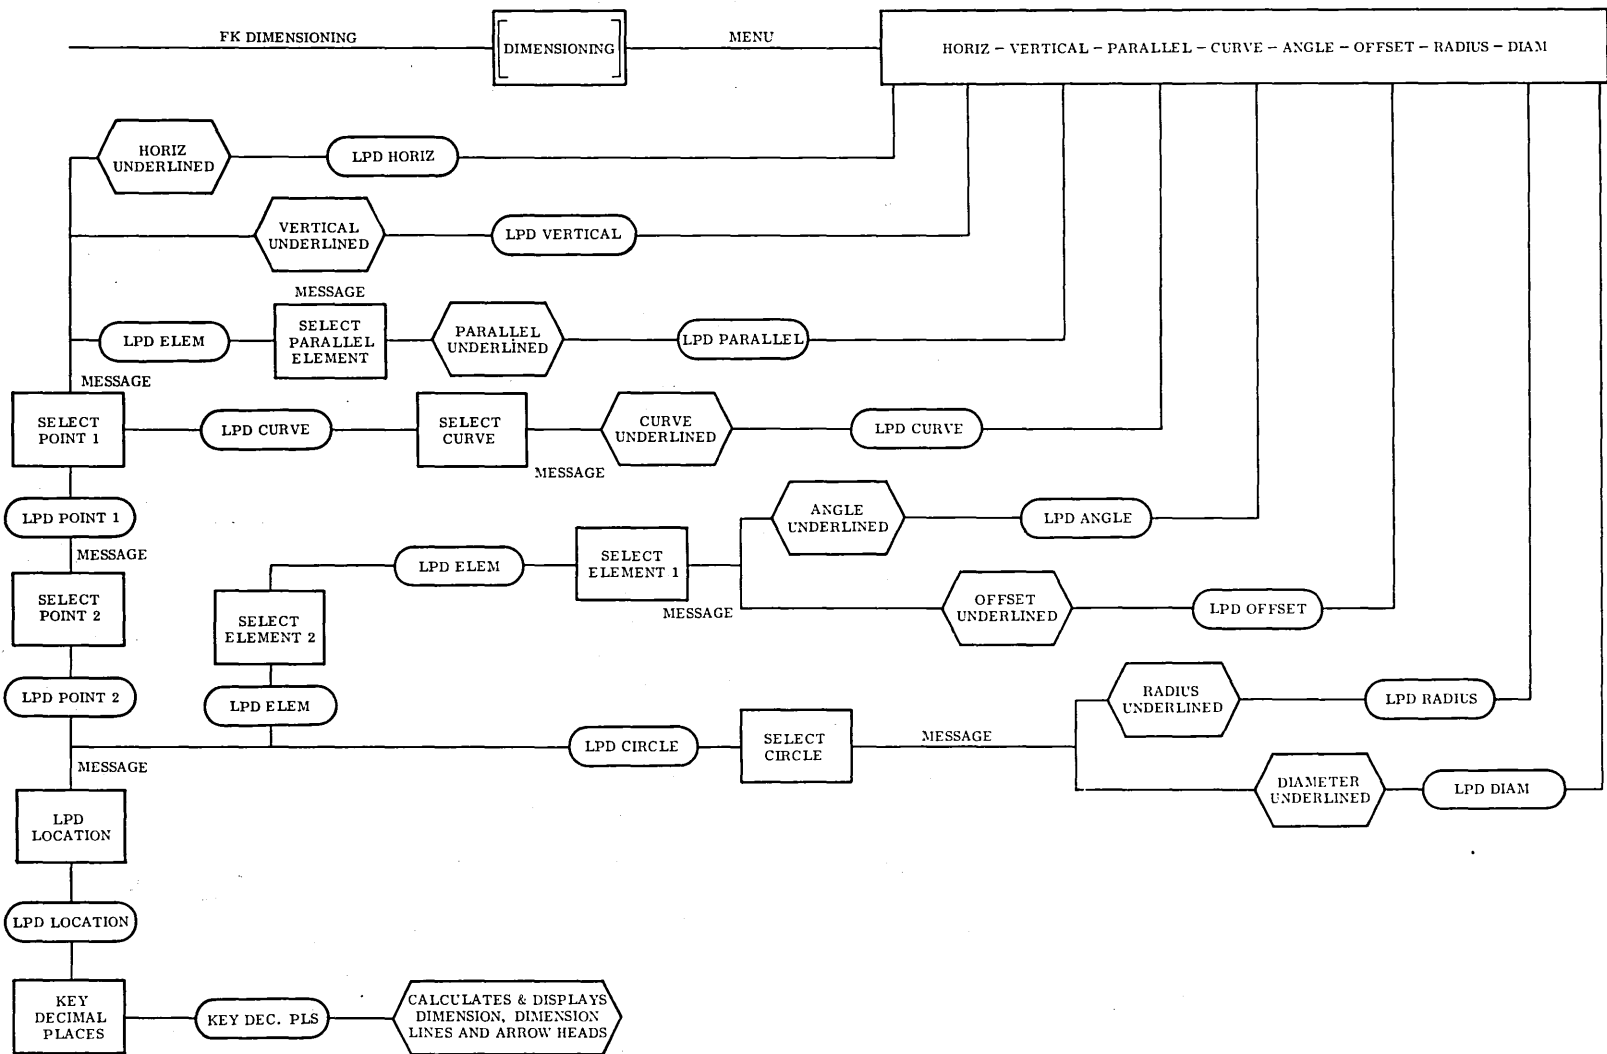 FK DIMENSIONING
DIMENSIONING
MENU
HORIZ – VERTICAL – PARALLEL – CURVE – ANGLE – OFFSET – RADIUS – DIAM
HORIZ
UNDERLINED
LPD HORIZ
VERTICAL
UNDERLINED
LPD VERTICAL
MESSAGE
LPD ELEM
SELECT
PARALLEL
ELEMENT
PARALLEL
UNDERLINED
LPD PARALLEL
MESSAGE
SELECT
POINT 1
LPD CURVE
SELECT
CURVE
MESSAGE
CURVE
UNDERLINED
LPD CURVE
LPD POINT 1
MESSAGE
ANGLE
UNDERLINED
LPD ANGLE
LPD ELEM
SELECT
ELEMENT 1
MESSAGE
OFFSET
UNDERLINED
LPD OFFSET
SELECT
POINT 2
SELECT
ELEMENT 2
LPD POINT 2
LPD ELEM
RADIUS
UNDERLINED
LPD RADIUS
LPD CIRCLE
SELECT
CIRCLE
MESSAGE
MESSAGE
DIAMETER
UNDERLINED
LPD DIAM
LPD
LOCATION
LPD LOCATION
KEY
DECIMAL
PLACES
KEY DEC. PLS
CALCULATES & DISPLAYS
DIMENSION, DIMENSION
LINES AND ARROW HEADS